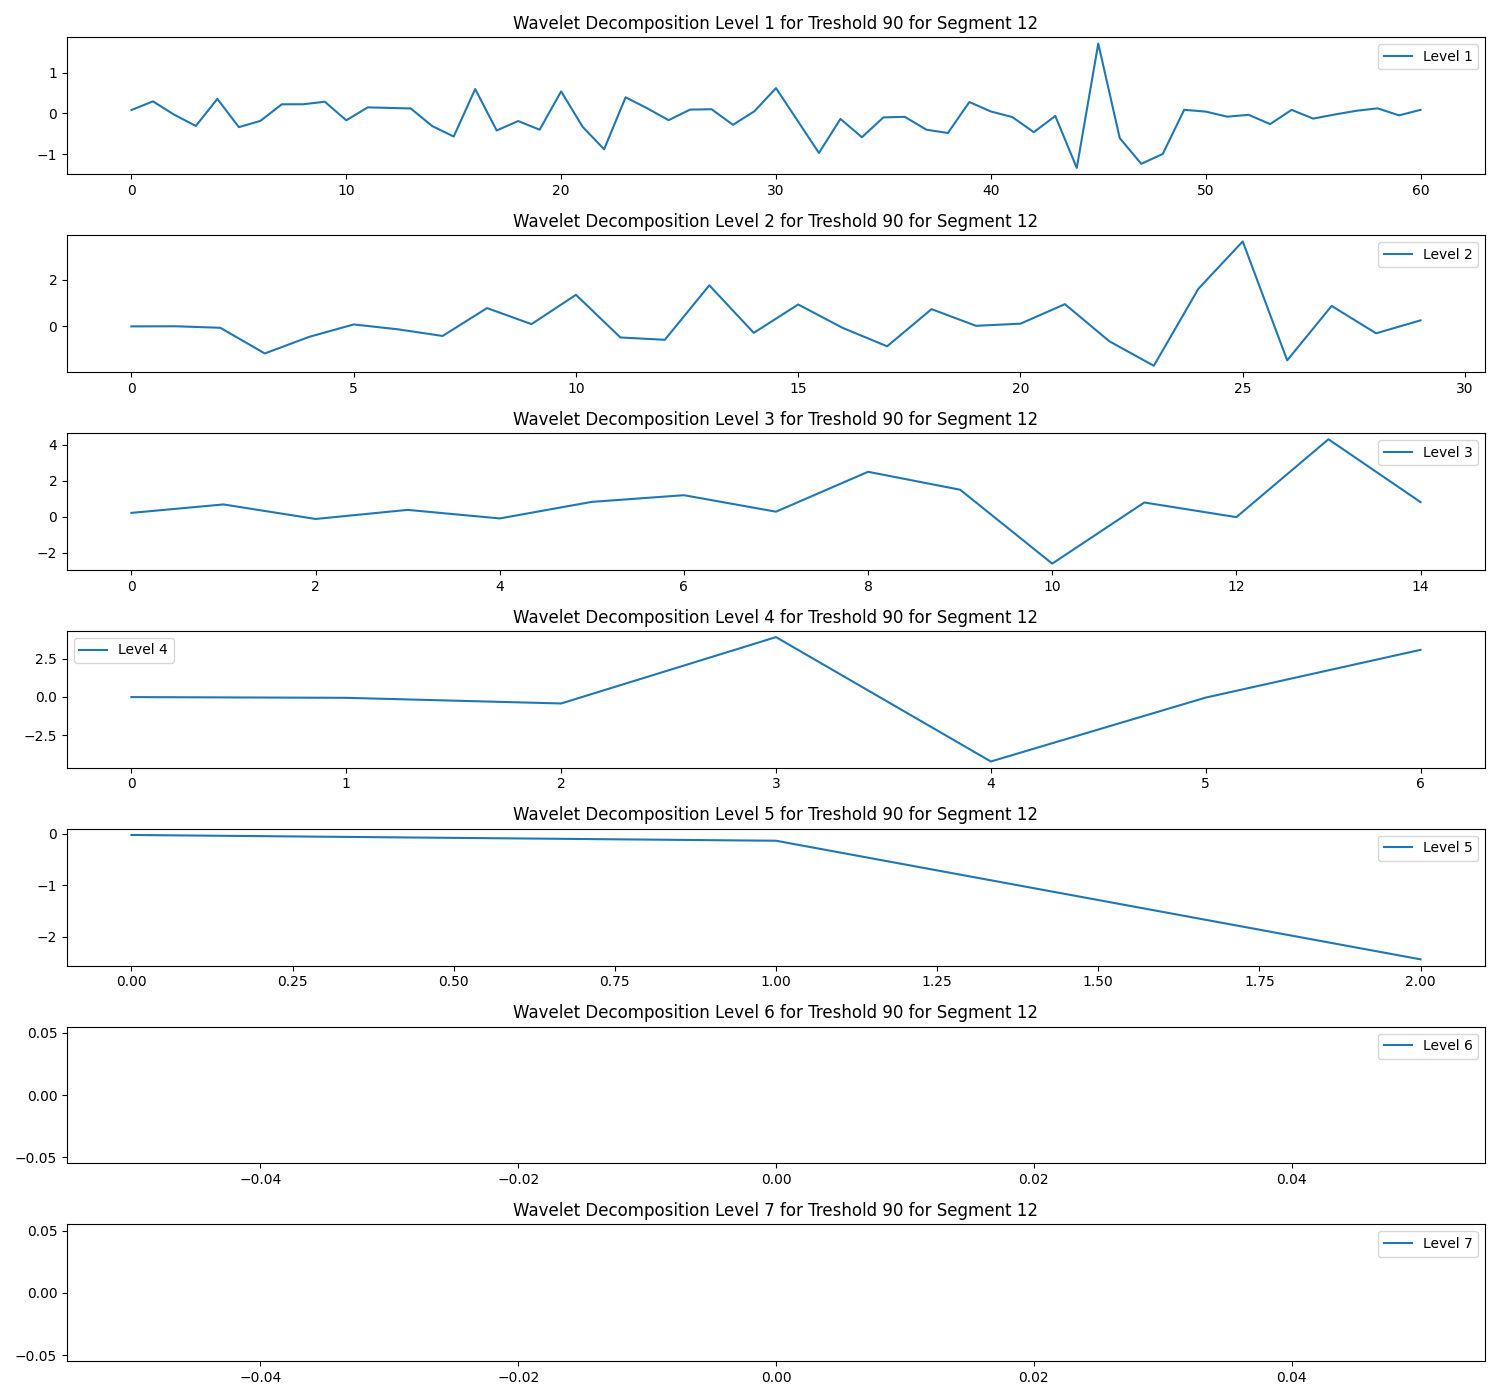 Wavelet Decomposition Level 1 for Treshold 90 for Segment 12
Level 1
1
0
−1
0 10 20 30 40 50 60
Wavelet Decomposition Level 2 for Treshold 90 for Segment 12
Level 2
2
0
0 5 10 15 20 25 30
Wavelet Decomposition Level 3 for Treshold 90 for Segment 12
Level 3
4
2
0
−2
0 2 4 6 8 10 12 14
Wavelet Decomposition Level 4 for Treshold 90 for Segment 12
Level 4
2.5
0.0
−2.5
0 1 2 3 4 5 6
Wavelet Decomposition Level 5 for Treshold 90 for Segment 12
Level 5
0
−1
−2
0.00 0.25 0.50 0.75 1.00 1.25 1.50 1.75 2.00
Wavelet Decomposition Level 6 for Treshold 90 for Segment 12
Level 6
0.05
0.00
−0.05
−0.04 −0.02 0.00 0.02 0.04
Wavelet Decomposition Level 7 for Treshold 90 for Segment 12
Level 7
0.05
0.00
−0.05
−0.04 −0.02 0.00 0.02 0.04